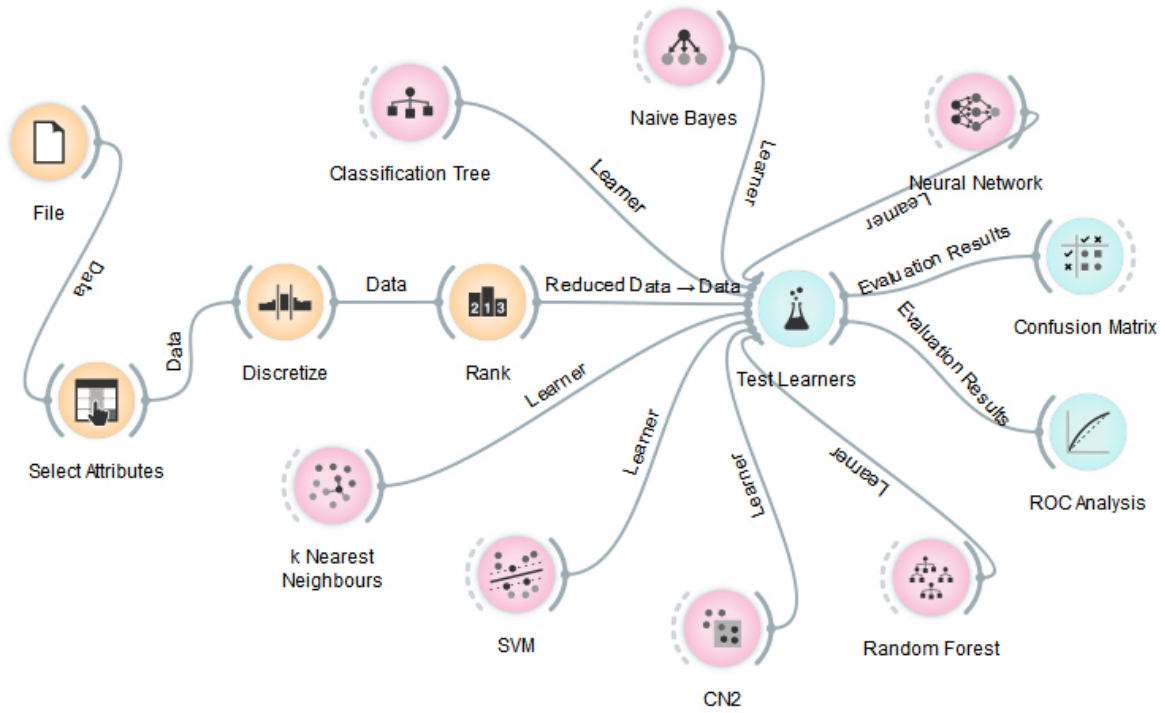 Naive Bayes
Classification Tree
Neural Network
File
Learner
Learner
Learner
Data
Evaluation Results
Confusion Matrix
Data
Reduced Data → Data
213
Data
Discretize
Rank
Test Learners
Evaluation Results
Select Attributes
Learner
Learner
Learner
Learner
ROC Analysis
k Nearest
Neighbours
SVM
CN2
Random Forest